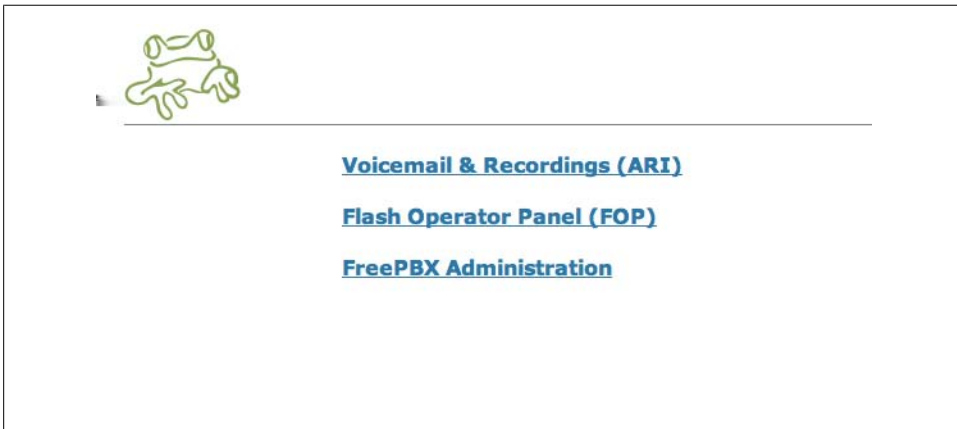 Voicemail & Recordings (ARI)
Flash Operator Panel (FOP)
FreePBX Administration